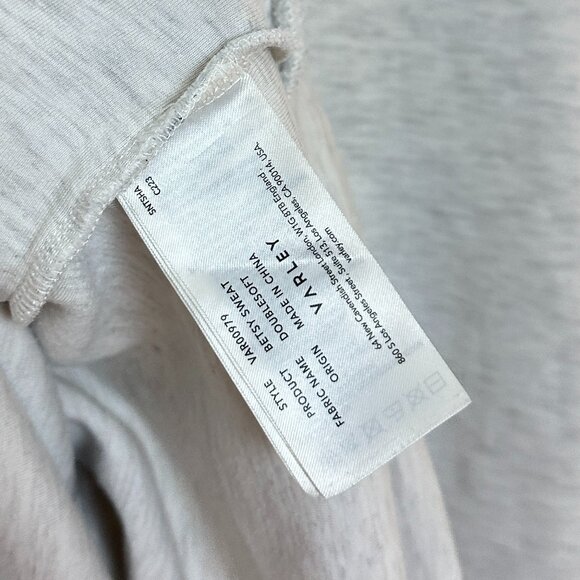 SNTSHA
C223
STYLE VAR00979
PRODUCT BETSY SWEAT
FABRIC NAME DOUBLESOFT
ORIGIN MADE IN CHINA
VARLEY
64 New Cavendish Street London, W1G 8TB England.
860 S Los Angeles Street, Suite 513, Los Angeles, CA 90014, USA.
varley.com